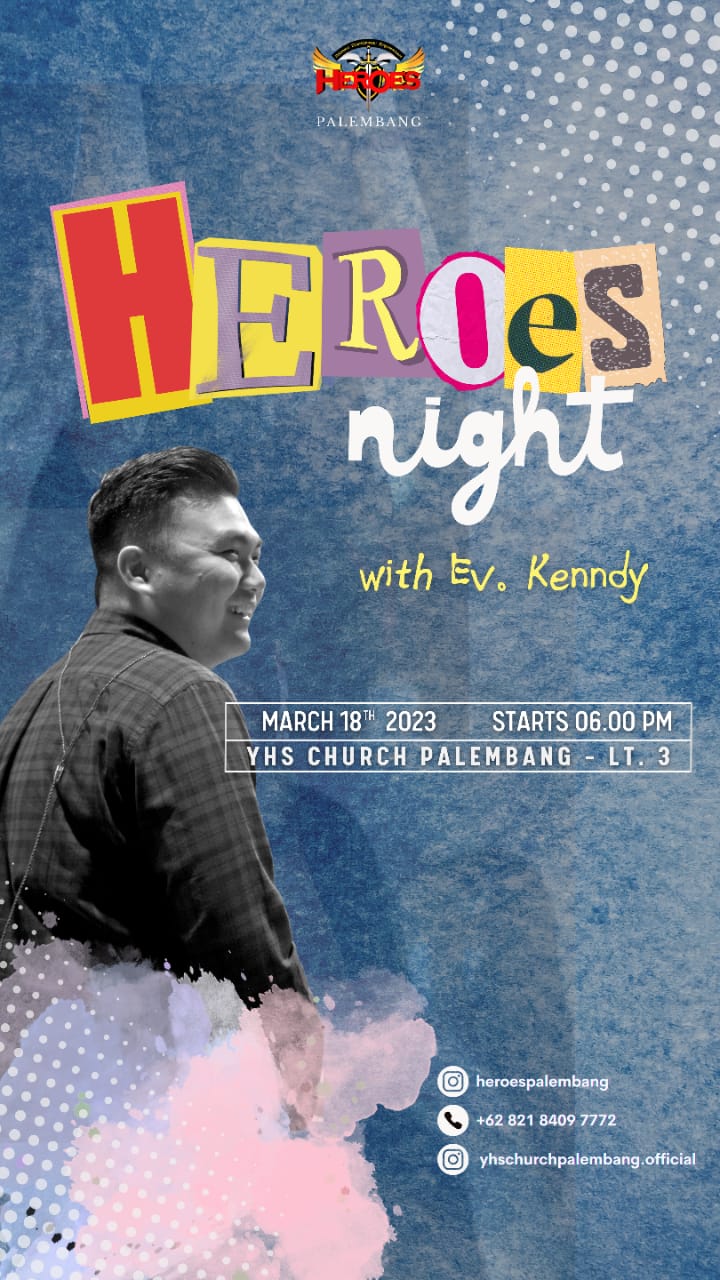 HEROES
PALEMBANG
HEROes
night
with Ev. Kenndy
MARCH 18TH 2023 STARTS 06.00 PM
YHS CHURCH PALEMBANG - LT. 3
heroespalembang
+62 821 8409 7772
yhschurchpalembang.official